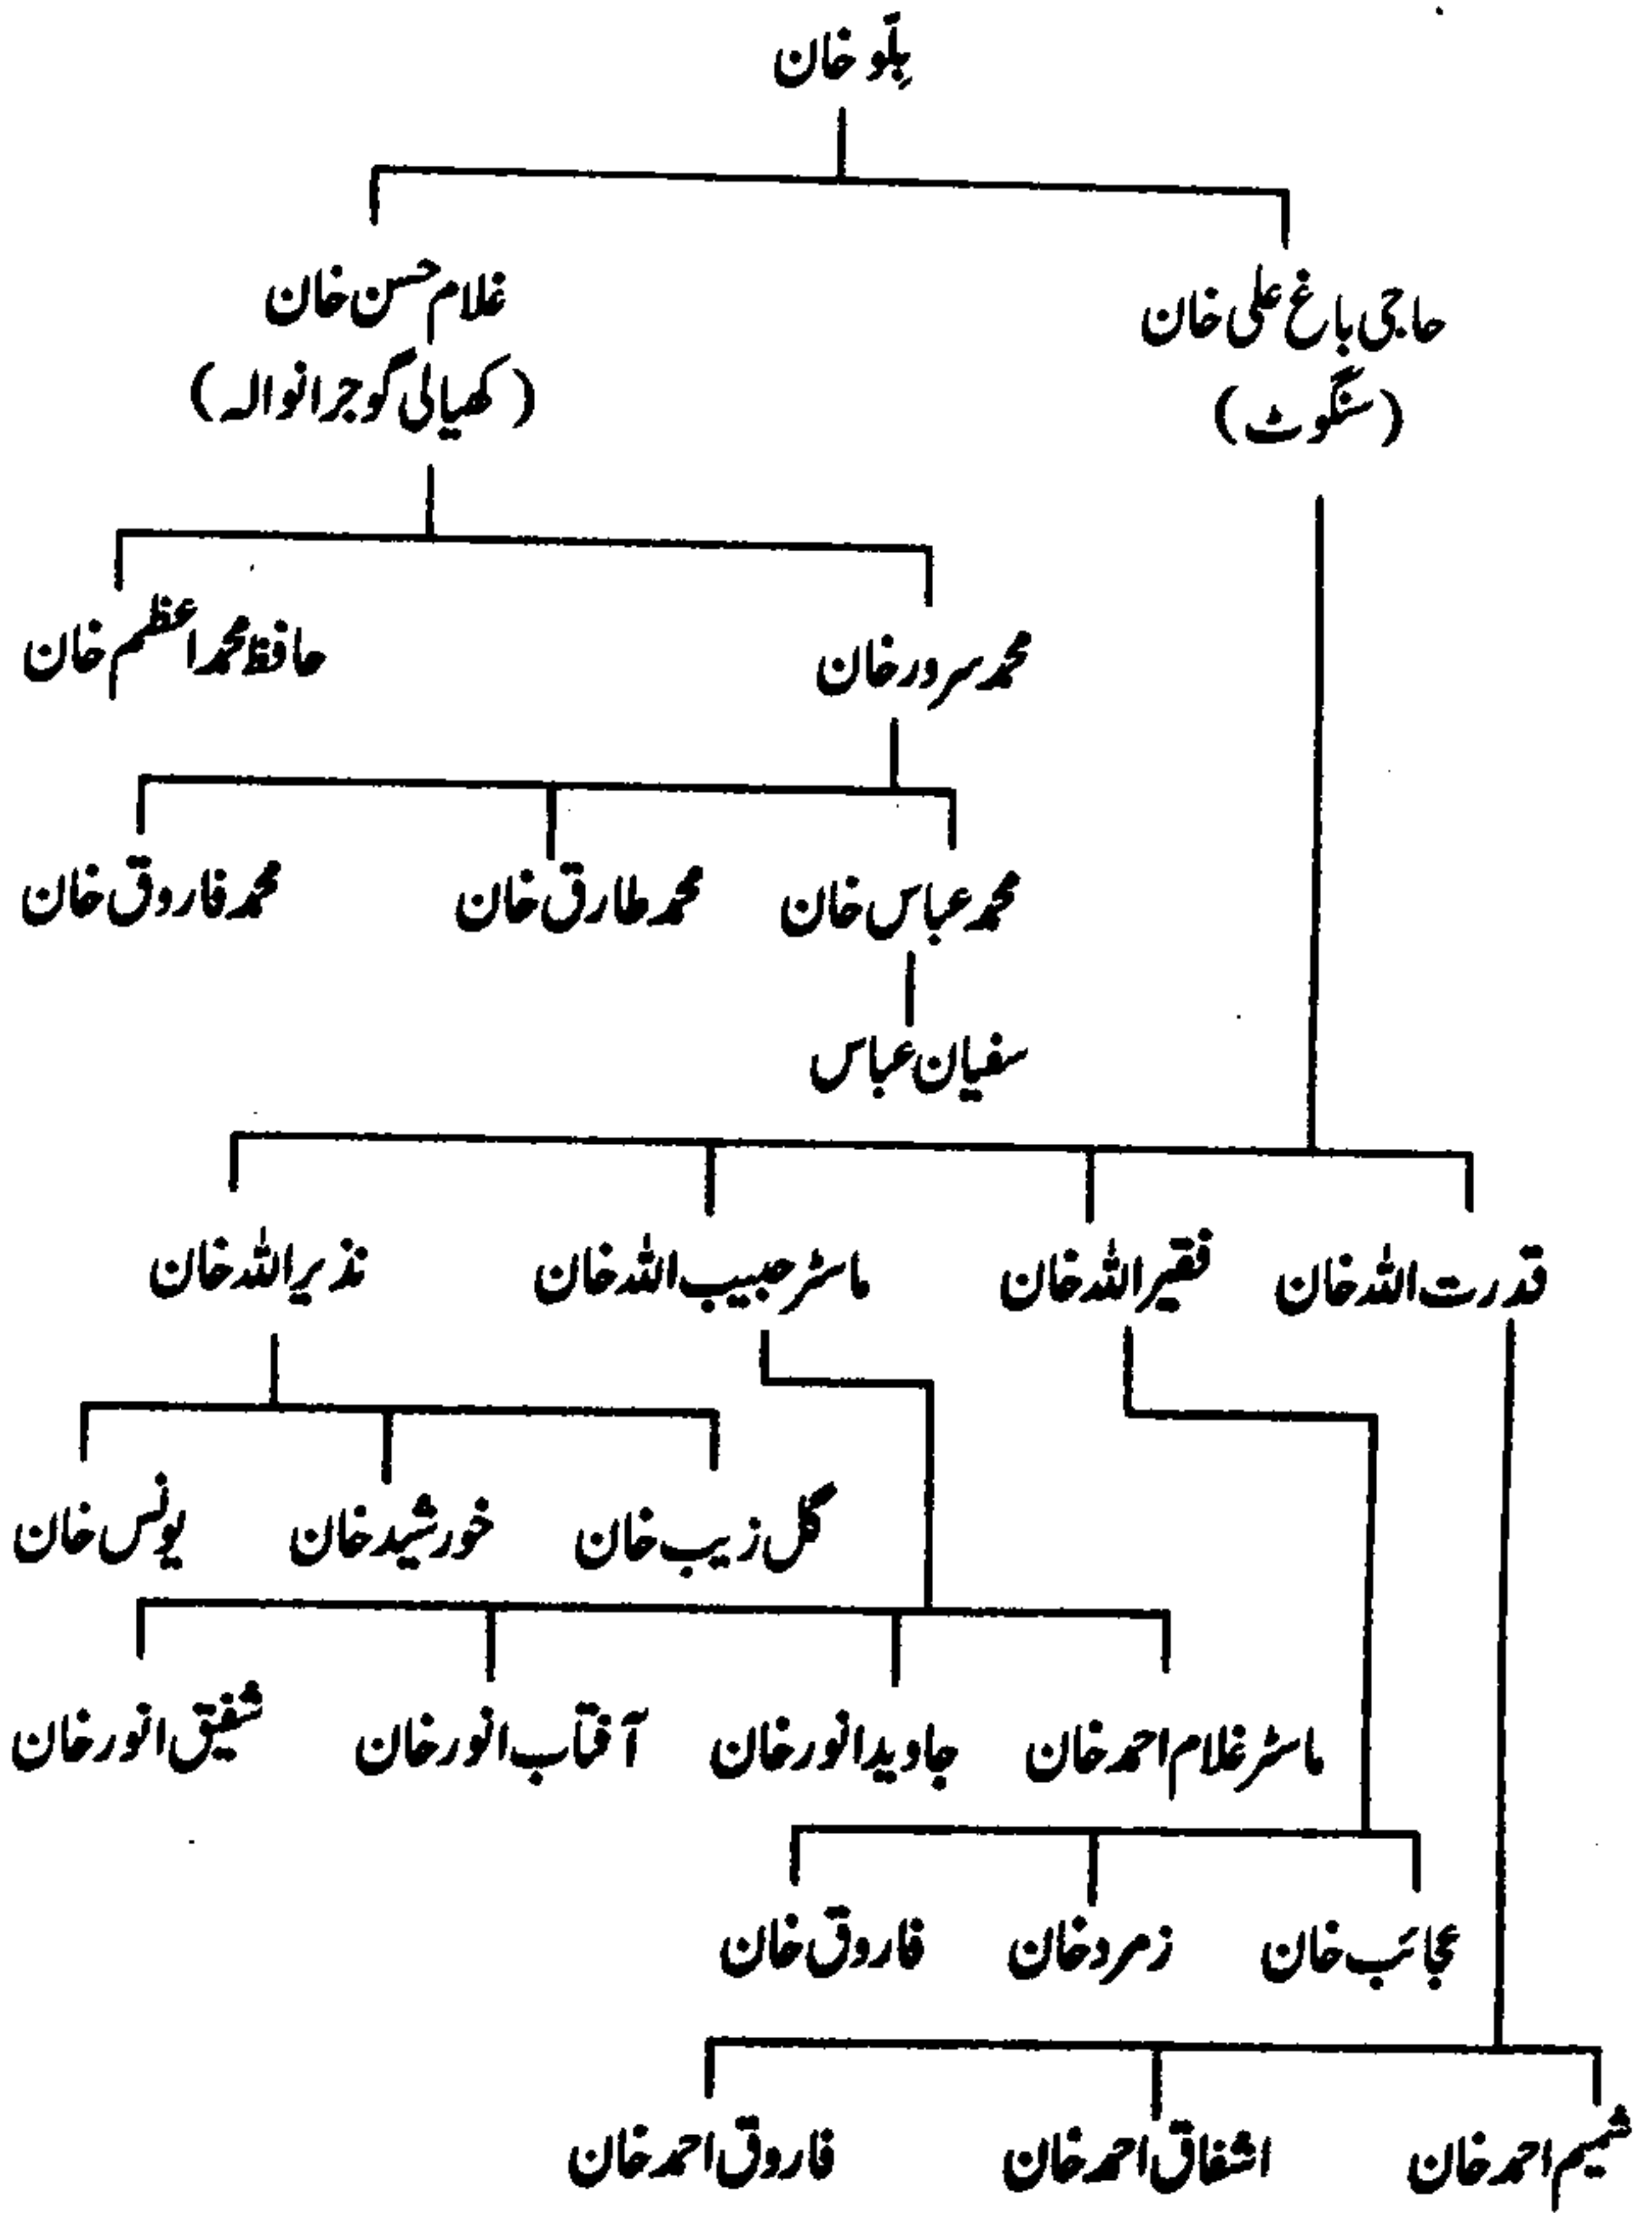 بِلّو خان
حاجی باغ علی خان
(سنگوٹ)
غلام حسن خان
(کھیالی گوجرانوالہ)
محمد سرور خان
حافظ محمد اعظم خان
محمد عباس خان
محمد طارق خان
محمد فاروق خان
سفیان عباس
قدرت اللہ خان
فقیر اللہ خان
ماسٹر حبیب اللہ خان
نذیر اللہ خان
گل زیب خان
خورشید خان
یونس خان
ماسٹر غلام احمد خان
جاوید انور خان
آفتاب انور خان
شفیق انور خان
عجائب خان
زمرد خان
فاروق خان
شمیم احمد خان
اشفاق احمد خان
فاروق احمد خان